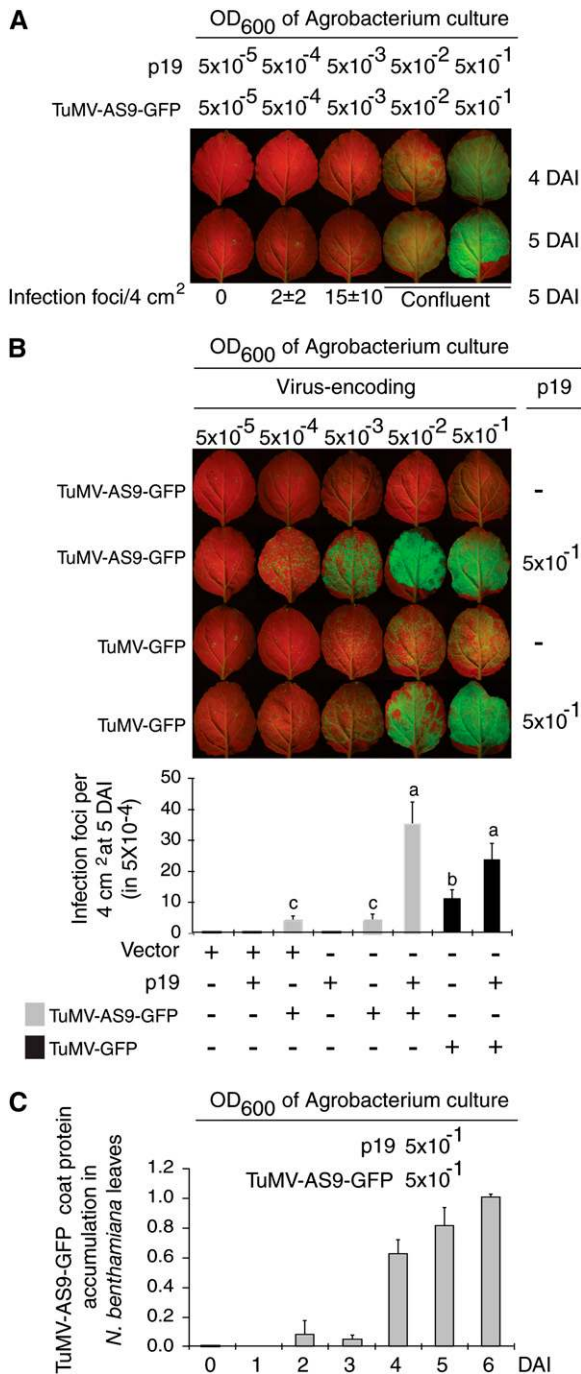 A
OD600 of Agrobacterium culture
p19 5x10-5 5x10-4 5x10-3 5x10-2 5x10-1
TuMV-AS9-GFP 5x10-5 5x10-4 5x10-3 5x10-2 5x10-1
4 DAI
5 DAI
Infection foci/4 cm2 0 2±2 15±10 Confluent 5 DAI
B
OD600 of Agrobacterium culture
Virus-encoding p19
5x10-5 5x10-4 5x10-3 5x10-2 5x10-1
TuMV-AS9-GFP -
TuMV-AS9-GFP 5x10-1
TuMV-GFP -
TuMV-GFP 5x10-1
Infection foci per
4 cm2 at 5 DAI
(in 5X10-4)
50
40
30
20
10
0
c c a b a
Vector + + + - - - - -
p19 - + - + - + - +
TuMV-AS9-GFP - - + - + + - -
TuMV-GFP - - - - - - + +
C
OD600 of Agrobacterium culture
p19 5x10-1
TuMV-AS9-GFP 5x10-1
TuMV-AS9-GFP coat protein
accumulation in
N. benthamiana leaves
1.2
1.0
0.8
0.6
0.4
0.2
0.0
0 1 2 3 4 5 6 DAI